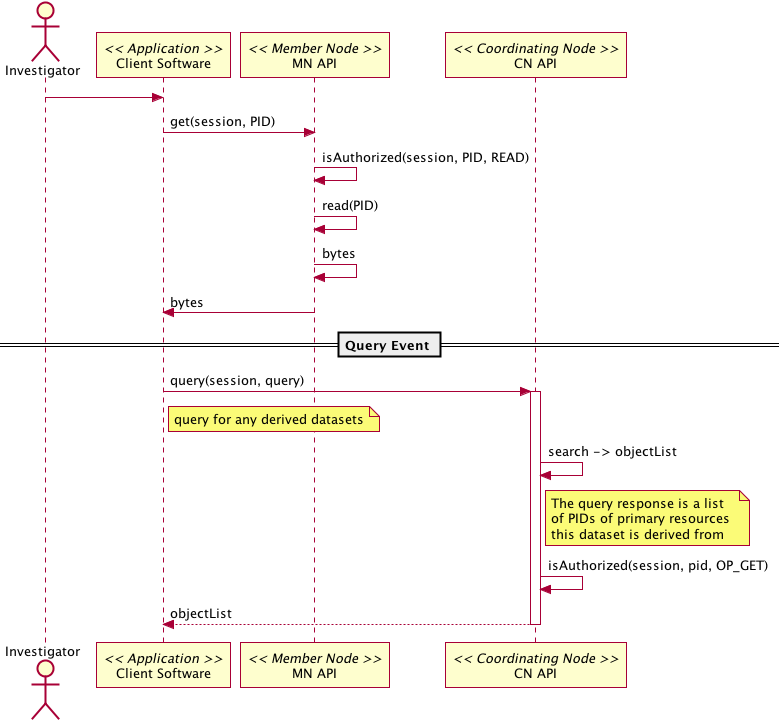 Investigator
<< Application >>
Client Software
<< Member Node >>
MN API
<< Coordinating Node >>
CN API
get(session, PID)
isAuthorized(session, PID, READ)
read(PID)
bytes
bytes
Query Event
query(session, query)
query for any derived datasets
search -> objectList
The query response is a list
of PIDs of primary resources
this dataset is derived from
isAuthorized(session, pid, OP_GET)
objectList
Investigator
<< Application >>
Client Software
<< Member Node >>
MN API
<< Coordinating Node >>
CN API